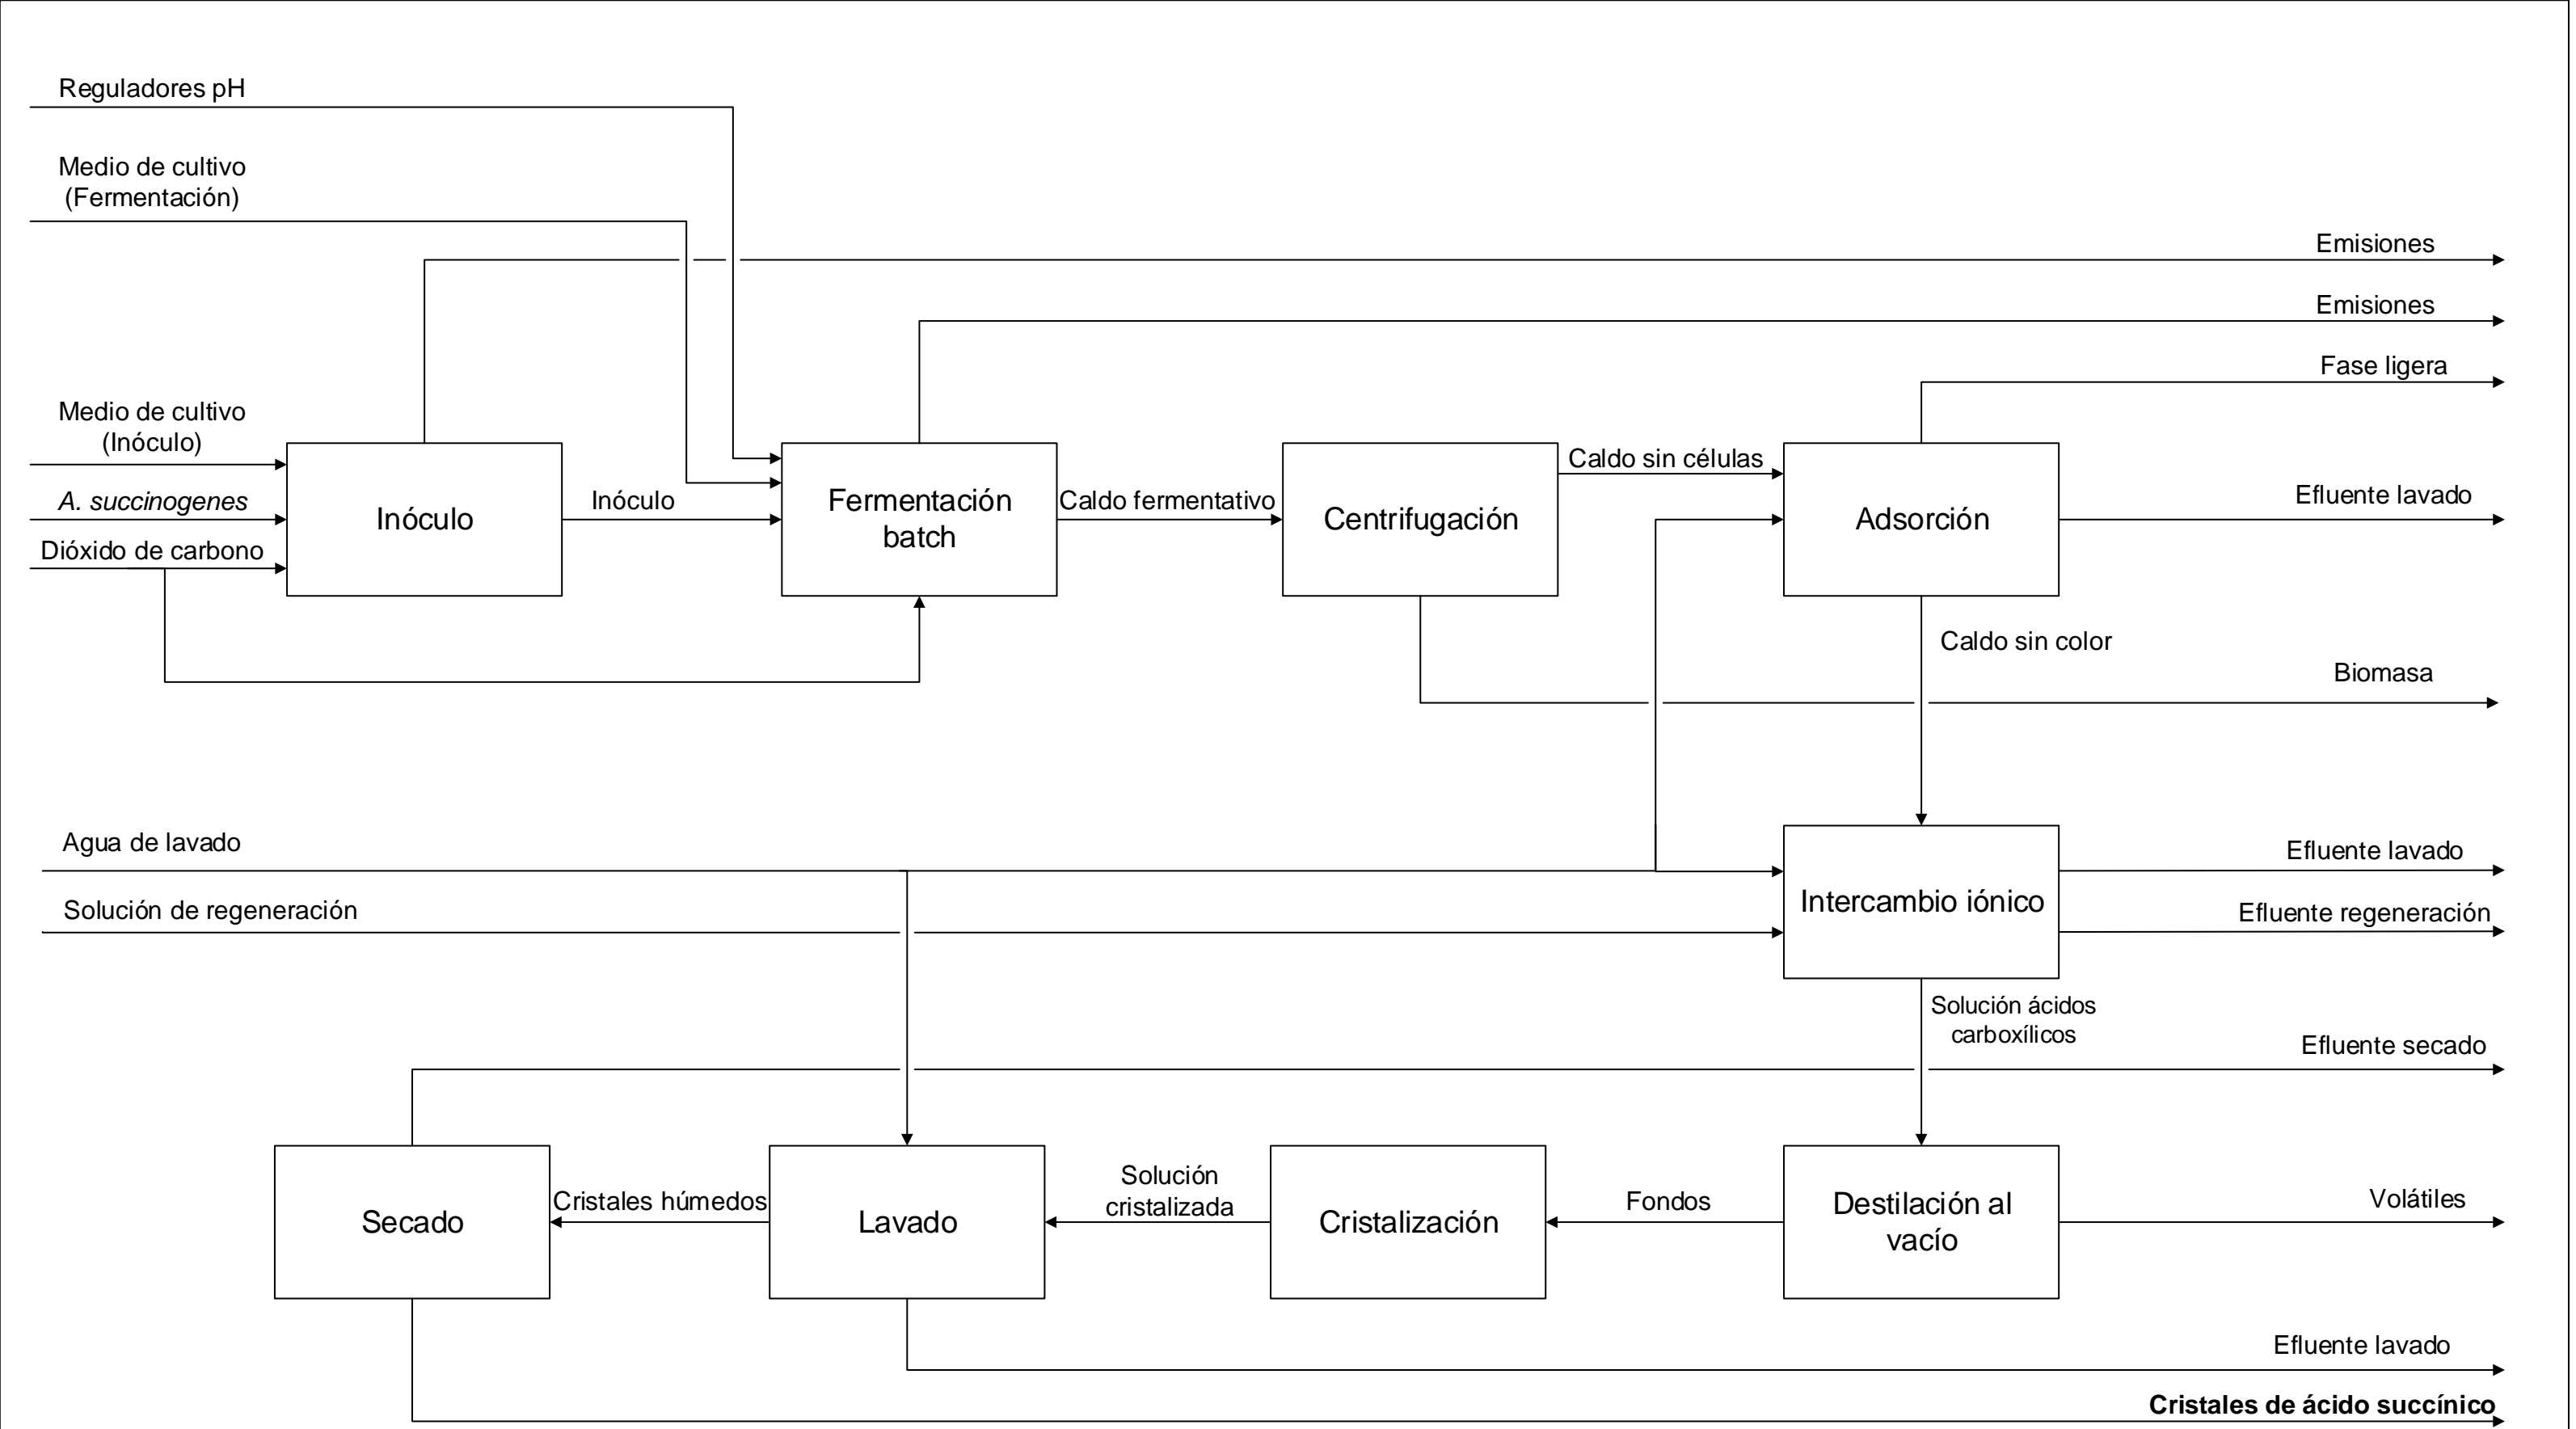 Reguladores pH
Medio de cultivo
(Fermentación)
Emisiones
Emisiones
Fase ligera
Medio de cultivo
(Inóculo)
A. succinogenes
Dióxido de carbono
Inóculo
Inóculo
Fermentación
batch
Caldo fermentativo
Centrifugación
Caldo sin células
Adsorción
Efluente lavado
Caldo sin color
Biomasa
Agua de lavado
Solución de regeneración
Intercambio iónico
Efluente lavado
Efluente regeneración
Solución ácidos
carboxílicos
Efluente secado
Secado
Cristales húmedos
Lavado
Solución
cristalizada
Cristalización
Fondos
Destilación al
vacío
Volátiles
Efluente lavado
Cristales de ácido succínico